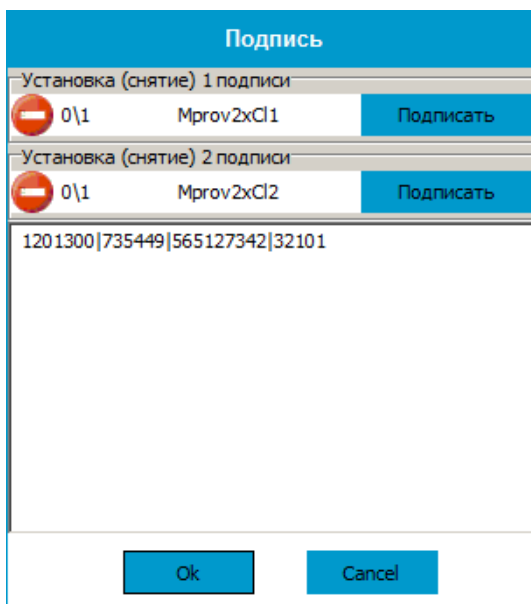 Подпись
Установка (снятие) 1 подписи
0\1 Mprov2xCl1 Подписать
Установка (снятие) 2 подписи
0\1 Mprov2xCl2 Подписать
1201300|735449|565127342|32101
Ok Cancel